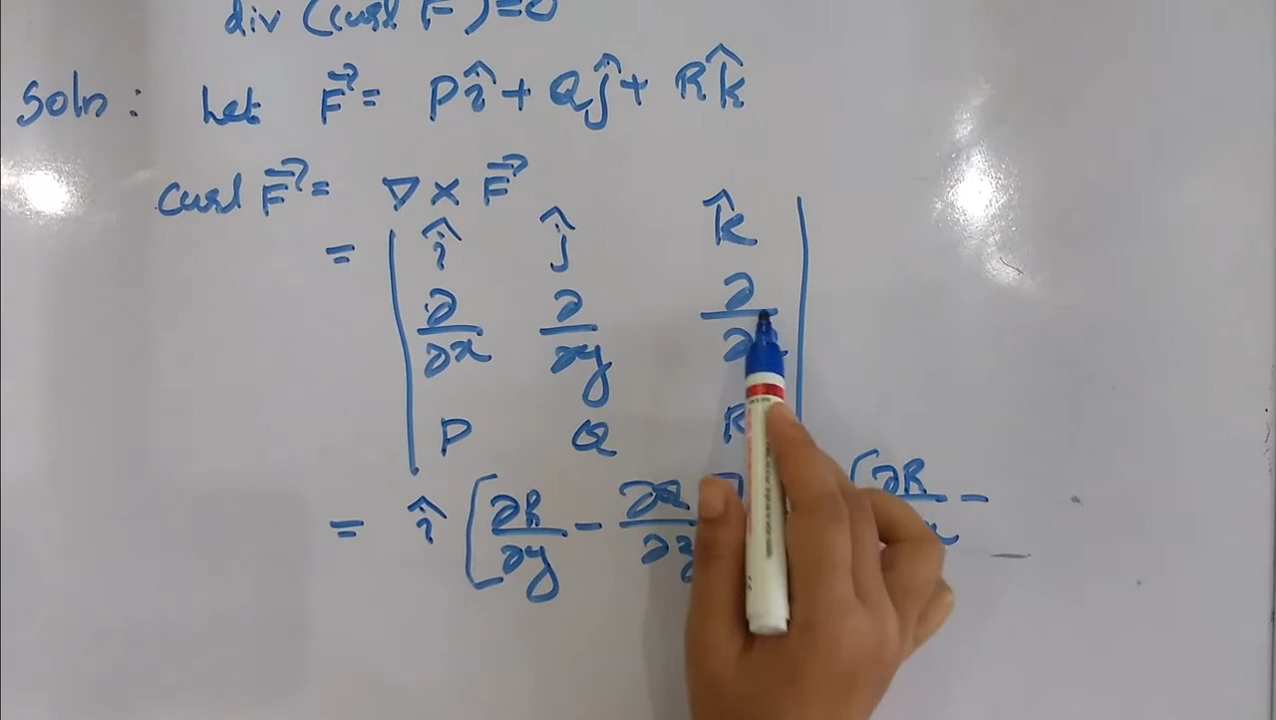 div (curl F) = 0
Soln: Let F⃗ = Pî + Qĵ + Rk̂
Curl F⃗ = ∇ × F⃗
= | î ĵ k̂ |
∂/∂x ∂/∂y ∂/∂
P Q R
= î [ ∂R/∂y - ∂Q/∂z ] [ ∂R/∂x -